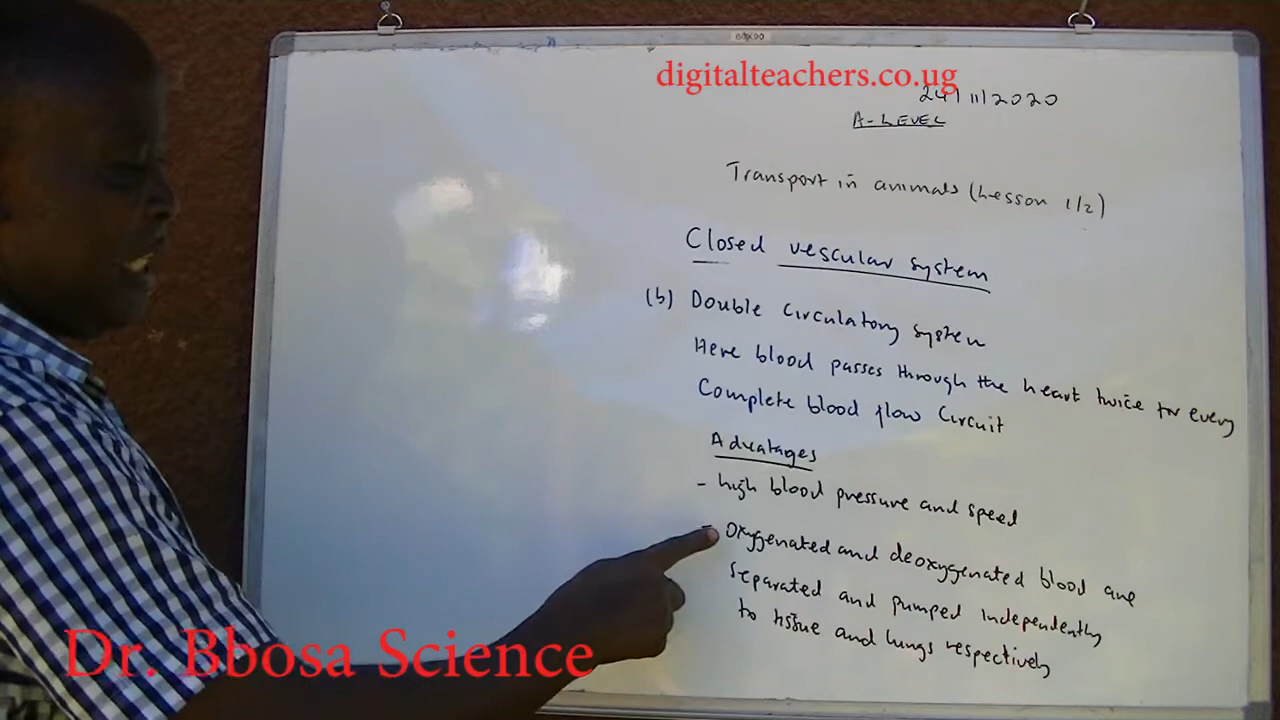 digitalteachers.co.ug
24/11/2020
A-LEVEL
Transport in animals (Lesson 1/2)
Closed vescular system
(b) Double Circulatory system
Here blood passes through the heart twice for every
Complete blood flow Circuit
Advatages
- high blood pressure and speed
- Oxygenated and deoxygenated blood are
separated and pumped independently
to tissue and lungs respectively
Dr. Bbosa Science